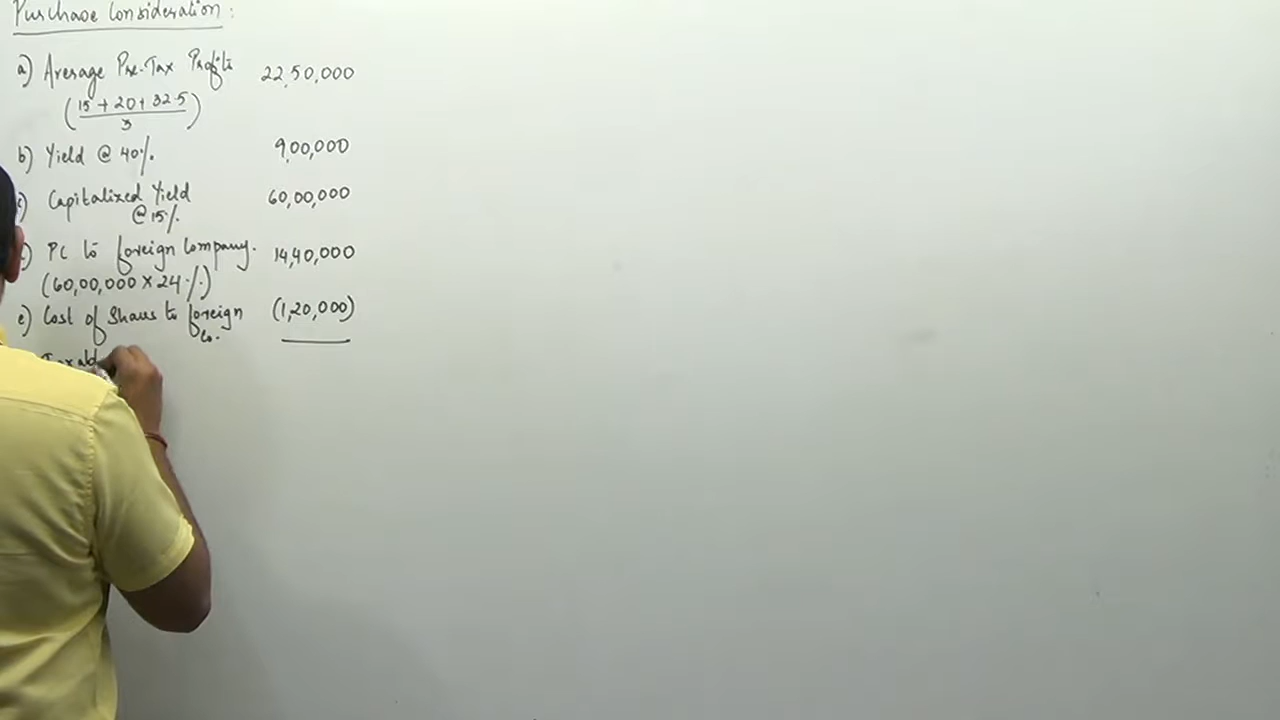 Purchase Consideration:
a) Average Pre-Tax Profits 22,50,000
(15 + 20 + 32.5
3)
b) Yield @ 40% 9,00,000
c) Capitalized Yield 60,00,000
@ 15%
PC to foreign Company. 14,40,000
(60,00,000 × 24%)
e) Cost of Shares to foreign (1,20,000)
Co.